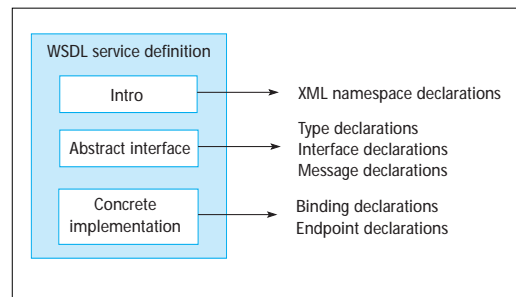 WSDL service definition
Intro
XML namespace declarations
Abstract interface
Type declarations
Interface declarations
Message declarations
Concrete
implementation
Binding declarations
Endpoint declarations